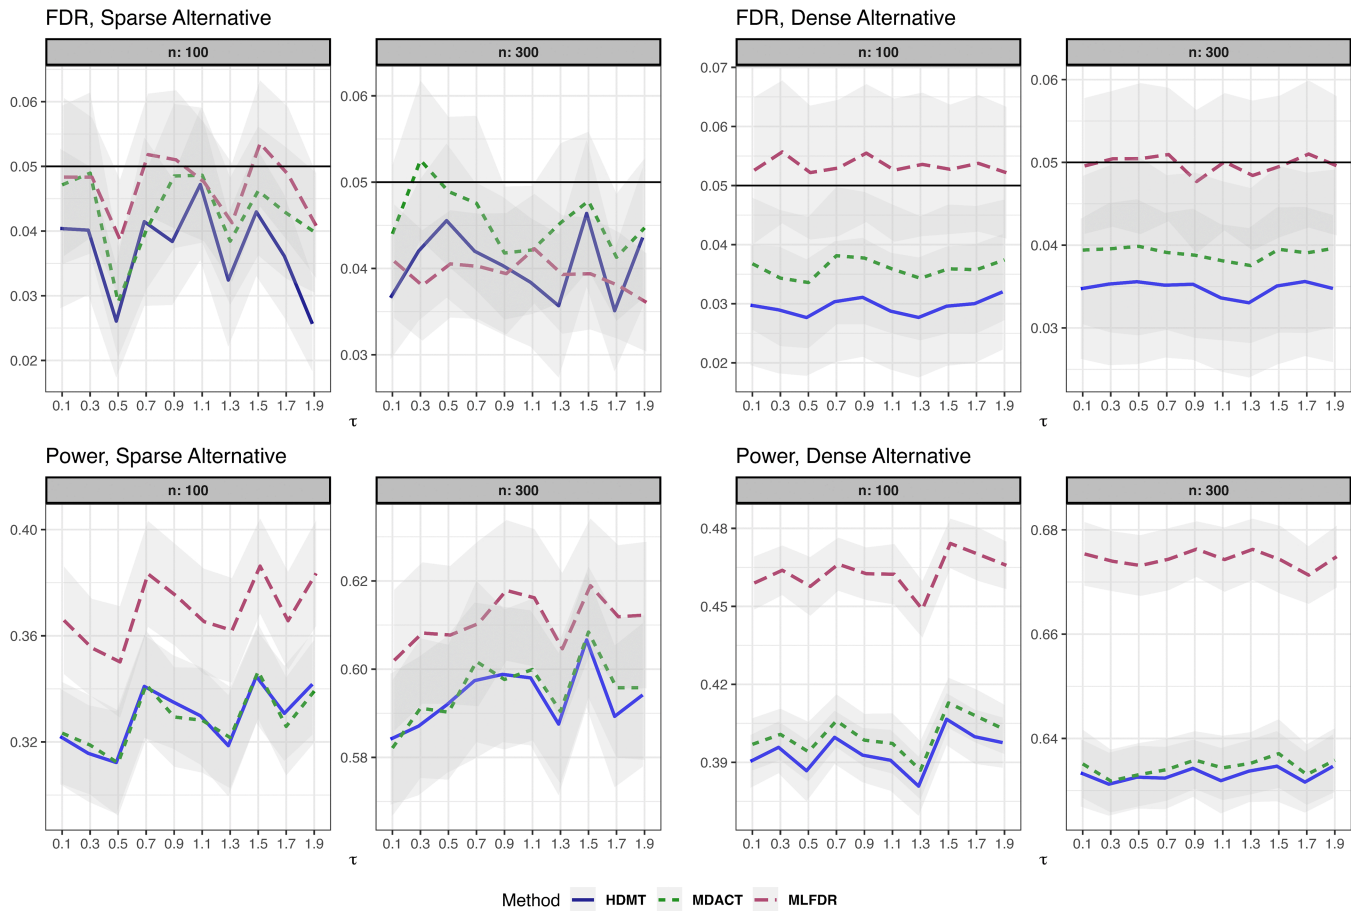 FDR, Sparse Alternative
n: 100
n: 300
0.06
0.05
0.04
0.03
0.02
0.06
0.05
0.04
0.03
0.1 0.3 0.5 0.7 0.9 1.1 1.3 1.5 1.7 1.9
0.1 0.3 0.5 0.7 0.9 1.1 1.3 1.5 1.7 1.9
τ
FDR, Dense Alternative
n: 100
n: 300
0.07
0.06
0.05
0.04
0.03
0.02
0.06
0.05
0.04
0.03
0.1 0.3 0.5 0.7 0.9 1.1 1.3 1.5 1.7 1.9
0.1 0.3 0.5 0.7 0.9 1.1 1.3 1.5 1.7 1.9
τ
Power, Sparse Alternative
n: 100
n: 300
0.40
0.36
0.32
0.62
0.60
0.58
0.1 0.3 0.5 0.7 0.9 1.1 1.3 1.5 1.7 1.9
0.1 0.3 0.5 0.7 0.9 1.1 1.3 1.5 1.7 1.9
τ
Power, Dense Alternative
n: 100
n: 300
0.48
0.45
0.42
0.39
0.68
0.66
0.64
0.1 0.3 0.5 0.7 0.9 1.1 1.3 1.5 1.7 1.9
0.1 0.3 0.5 0.7 0.9 1.1 1.3 1.5 1.7 1.9
τ
Method HDMT MDACT MLFDR